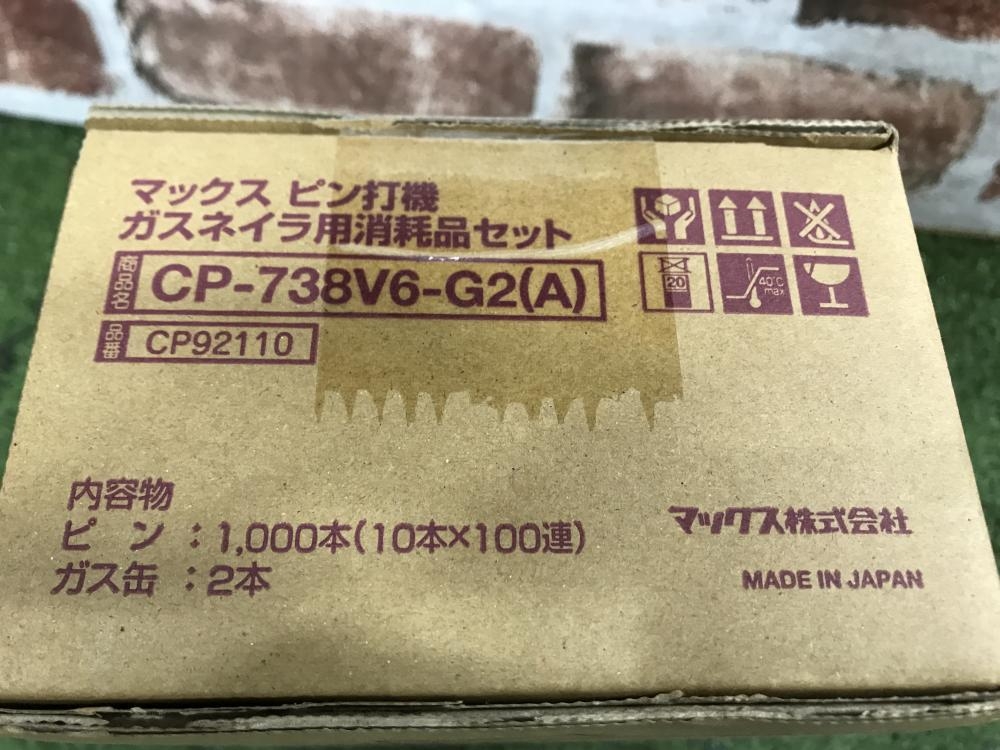 マックス ピン打機
ガスネイラ用消耗品セット
商品名 CP-738V6-G2(A)
品番 CP92110
20
40℃
max
内容物
ピン：1,000本(10本×100連)
ガス缶：2本
マックス株式会社
MADE IN JAPAN